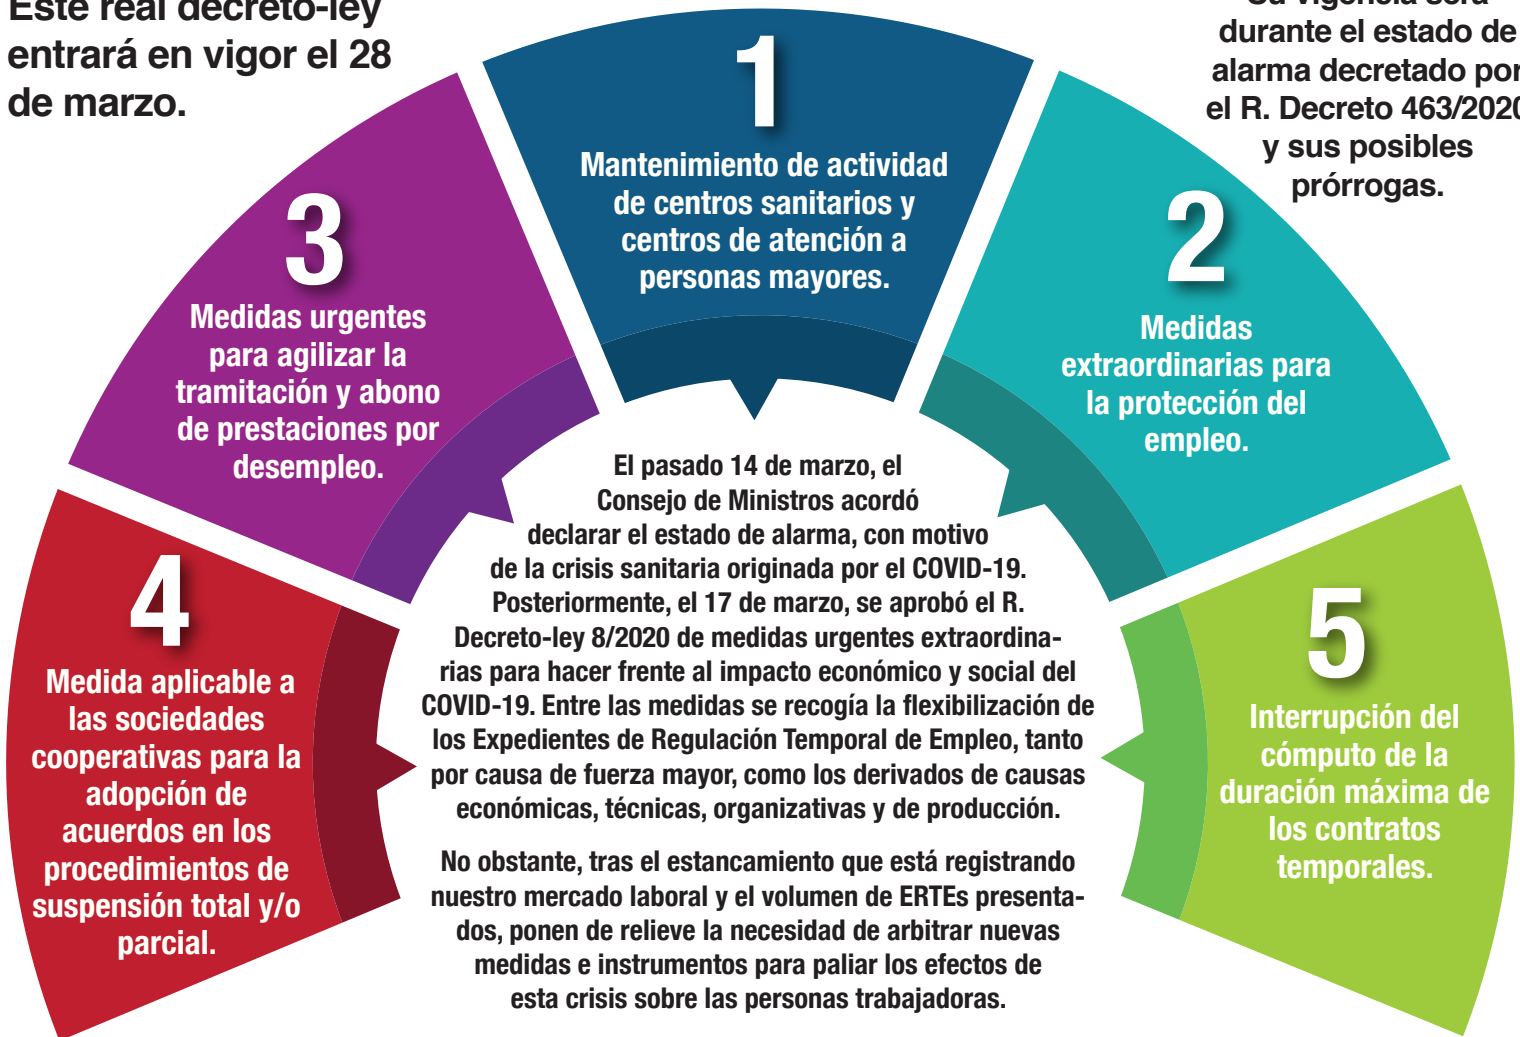 Este real decreto-ley
entrará en vigor el 28
de marzo.
Su vigencia será
durante el estado de
alarma decretado por
el R. Decreto 463/2020
y sus posibles
prórrogas.
1
Mantenimiento de actividad
de centros sanitarios y
centros de atención a
personas mayores.
2
Medidas
extraordinarias para
la protección del
empleo.
3
Medidas urgentes
para agilizar la
tramitación y abono
de prestaciones por
desempleo.
4
Medida aplicable a
las sociedades
cooperativas para la
adopción de
acuerdos en los
procedimientos de
suspensión total y/o
parcial.
5
Interrupción del
cómputo de la
duración máxima de
los contratos
temporales.
El pasado 14 de marzo, el
Consejo de Ministros acordó
declarar el estado de alarma, con motivo
de la crisis sanitaria originada por el COVID-19.
Posteriormente, el 17 de marzo, se aprobó el R.
Decreto-ley 8/2020 de medidas urgentes extraordina-
rias para hacer frente al impacto económico y social del
COVID-19. Entre las medidas se recogía la flexibilización de
los Expedientes de Regulación Temporal de Empleo, tanto
por causa de fuerza mayor, como los derivados de causas
económicas, técnicas, organizativas y de producción.
No obstante, tras el estancamiento que está registrando
nuestro mercado laboral y el volumen de ERTEs presenta-
dos, ponen de relieve la necesidad de arbitrar nuevas
medidas e instrumentos para paliar los efectos de
esta crisis sobre las personas trabajadoras.